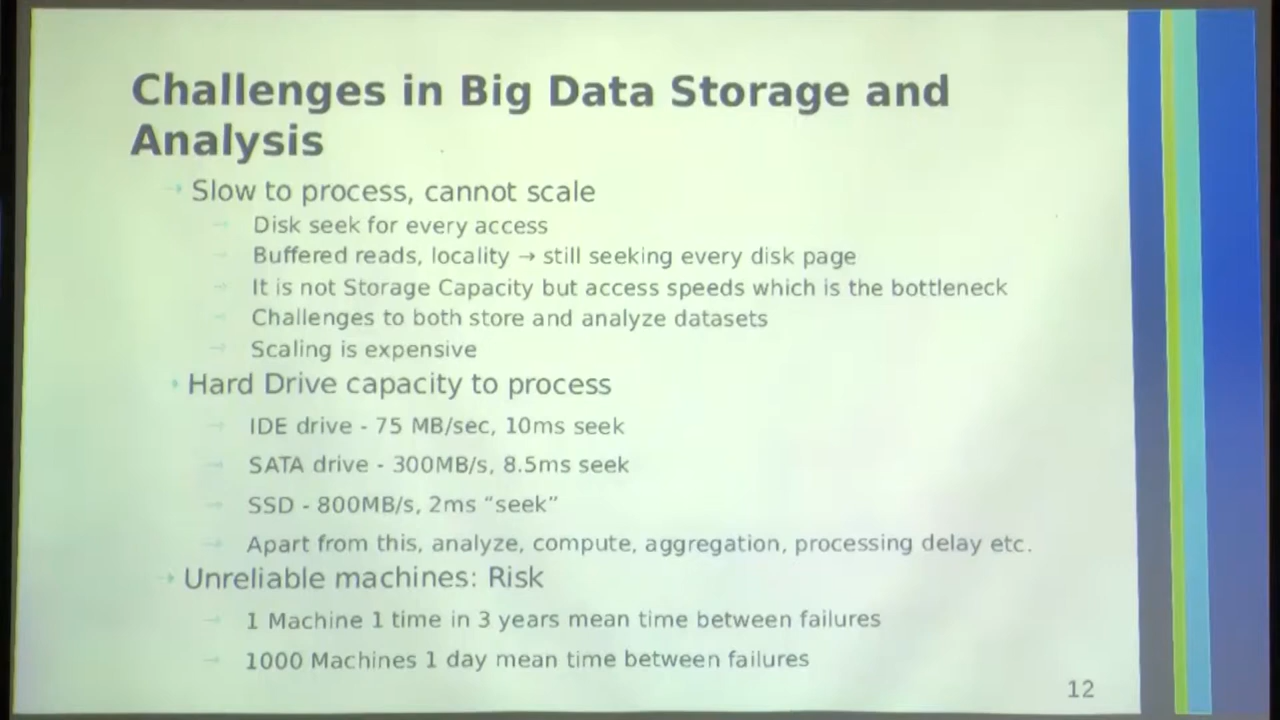 Challenges in Big Data Storage and
Analysis
Slow to process, cannot scale
Disk seek for every access
Buffered reads, locality → still seeking every disk page
It is not Storage Capacity but access speeds which is the bottleneck
Challenges to both store and analyze datasets
Scaling is expensive
Hard Drive capacity to process
IDE drive - 75 MB/sec, 10ms seek
SATA drive - 300MB/s, 8.5ms seek
SSD - 800MB/s, 2ms “seek”
Apart from this, analyze, compute, aggregation, processing delay etc.
Unreliable machines: Risk
1 Machine 1 time in 3 years mean time between failures
1000 Machines 1 day mean time between failures
12